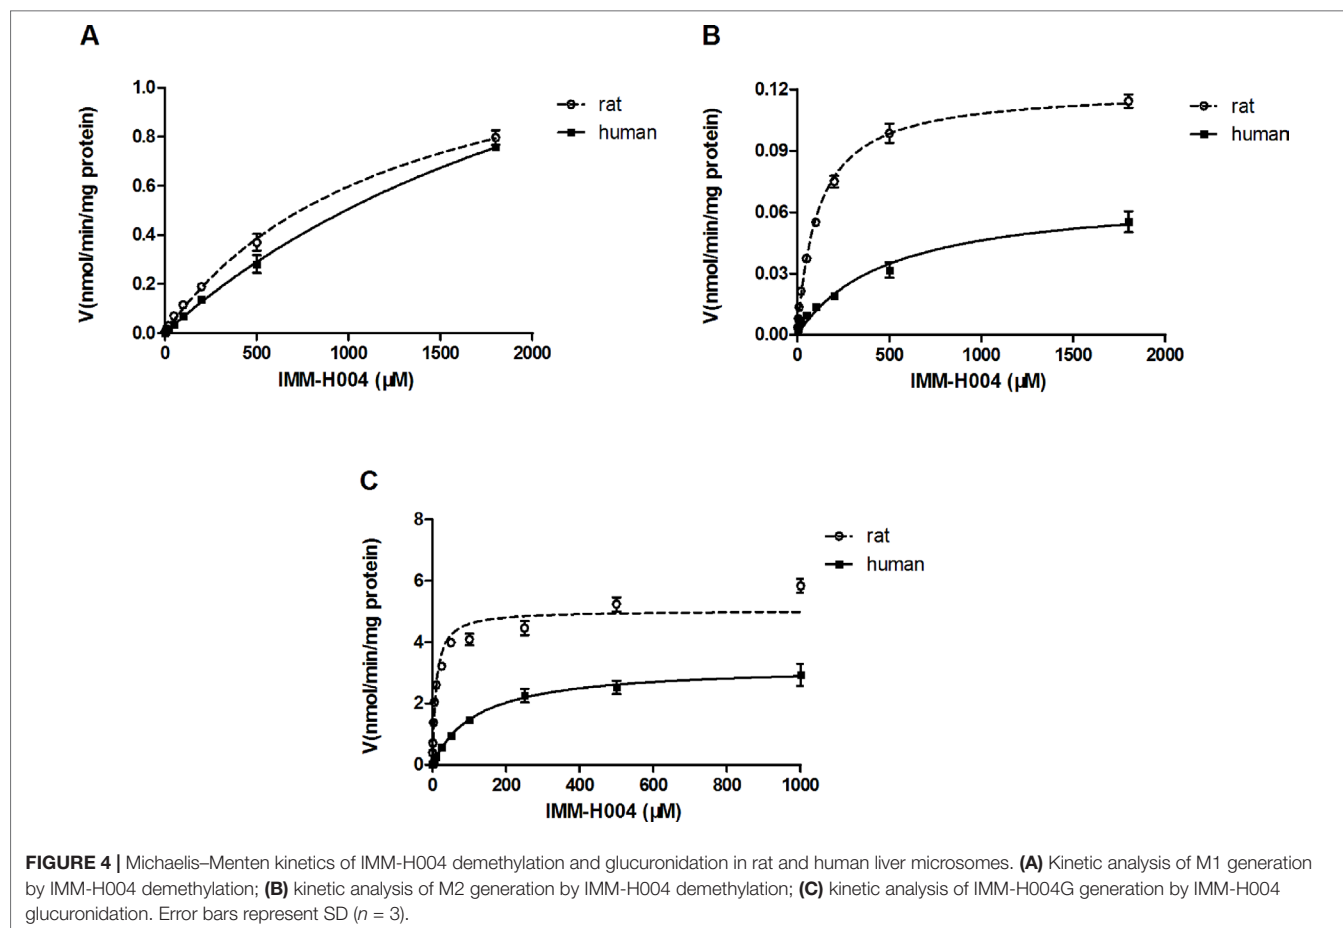 A
V(nmol/min/mg protein)
1.0
0.8
0.6
0.4
0.2
0.0
0
500
1000
1500
2000
IMM-H004 (μM)
rat
human
B
V(nmol/min/mg protein)
0.12
0.09
0.06
0.03
0.00
0
500
1000
1500
2000
IMM-H004 (μM)
rat
human
C
V(nmol/min/mg protein)
8
6
4
2
0
0
200
400
600
800
1000
IMM-H004 (μM)
rat
human
FIGURE 4 | Michaelis–Menten kinetics of IMM-H004 demethylation and glucuronidation in rat and human liver microsomes. (A) Kinetic analysis of M1 generation
by IMM-H004 demethylation; (B) kinetic analysis of M2 generation by IMM-H004 demethylation; (C) kinetic analysis of IMM-H004G generation by IMM-H004
glucuronidation. Error bars represent SD (n = 3).